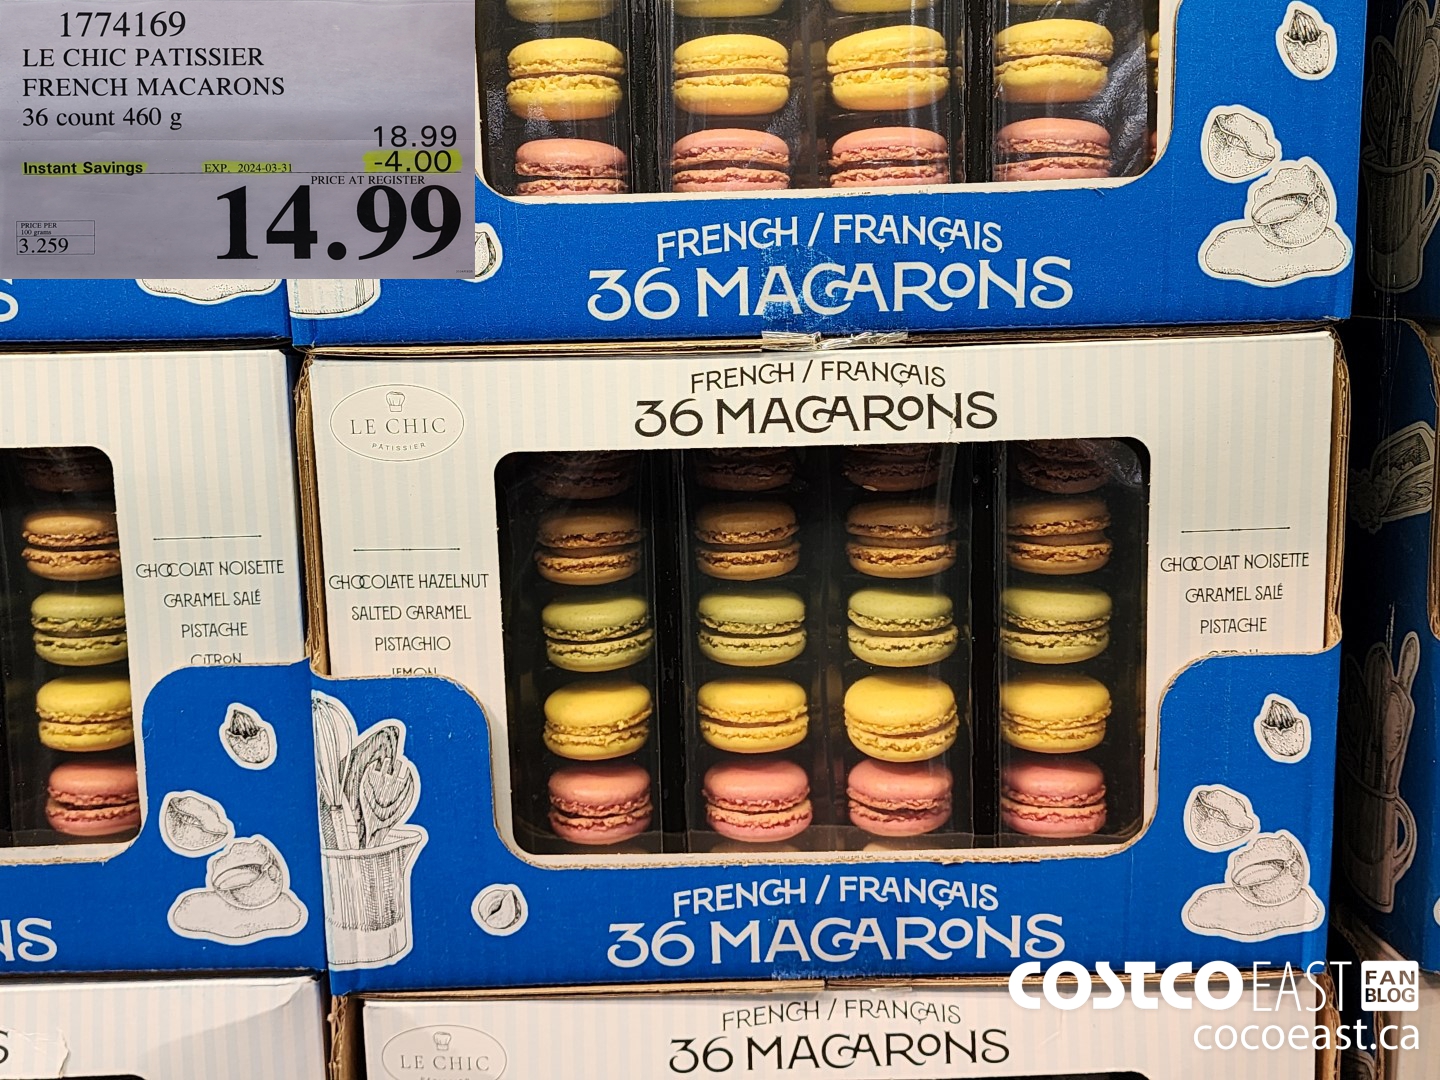 1774169
LE CHIC PATISSIER
FRENCH MACARONS
36 count 460 g
18.99
Instant Savings EXP. 2024-03-31 -4.00
PRICE AT REGISTER
14.99
PRICE PER
100 grams
3.259
FRENCH / FRANÇAIS
36 MACARONS
S
FRENCH / FRANÇAIS
36 MACARONS
LE CHIC
PATISSIER
CHOCOLAT NOISETTE
CARAMEL SALÉ
PISTACHE
CITRON
CHOCOLATE HAZELNUT
SALTED CARAMEL
PISTACHIO
LEMON
CHOCOLAT NOISETTE
CARAMEL SALÉ
PISTACHE
CITRON
FRENCH / FRANÇAIS
36 MACARONS
NS
COSTCO EAST FAN BLOG
cocoeast.ca
FRENCH / FRANÇAIS
36 MACARONS
LE CHIC
S